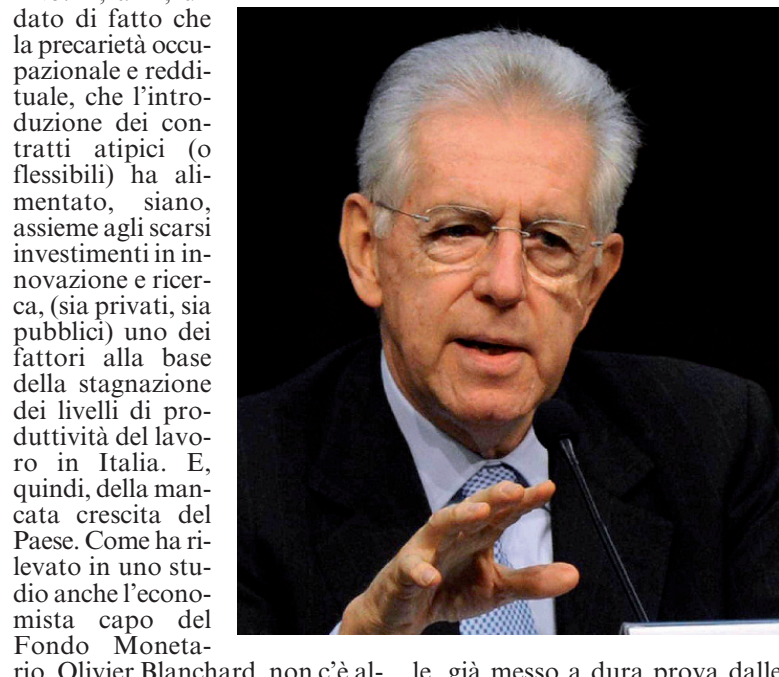 dato di fatto che
la precarietà occu-
pazionale e reddi-
tuale, che l'intro-
duzione dei con-
tratti atipici (o
flessibili) ha ali-
mentato, siano,
assieme agli scarsi
investimenti in in-
novazione e ricer-
ca, (sia privati, sia
pubblici) uno dei
fattori alla base
della stagnazione
dei livelli di pro-
duttività del lavo-
ro in Italia. E,
quindi, della man-
cata crescita del
Paese. Come ha ri-
levato in uno stu-
dio anche l'econo-
mista capo del
Fondo Moneta-
rio, Olivier Blanchard, non c'è al-
le, già messo a dura prova dalle